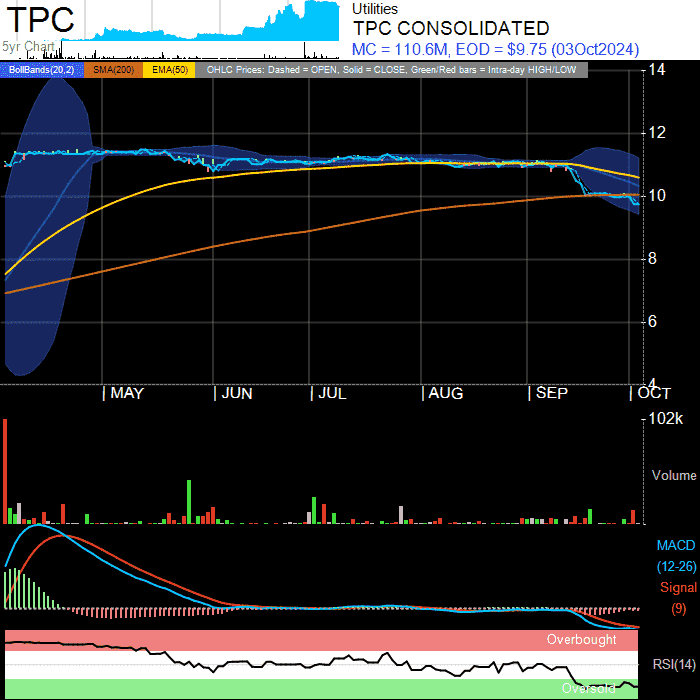 TPC
5yr Chart
Utilities
TPC CONSOLIDATED
MC = 110.6M, EOD = $9.75 (03Oct2024)
BollBands(20,2) SMA(200) EMA(50) OHLC Prices: Dashed = OPEN, Solid = CLOSE, Green/Red bars = Intra-day HIGH/LOW
14
12
10
8
6
4
MAY JUN JUL AUG SEP OCT
102k
Volume
MACD
(12-26)
Signal
(9)
Overbought
RSI(14)
Oversold